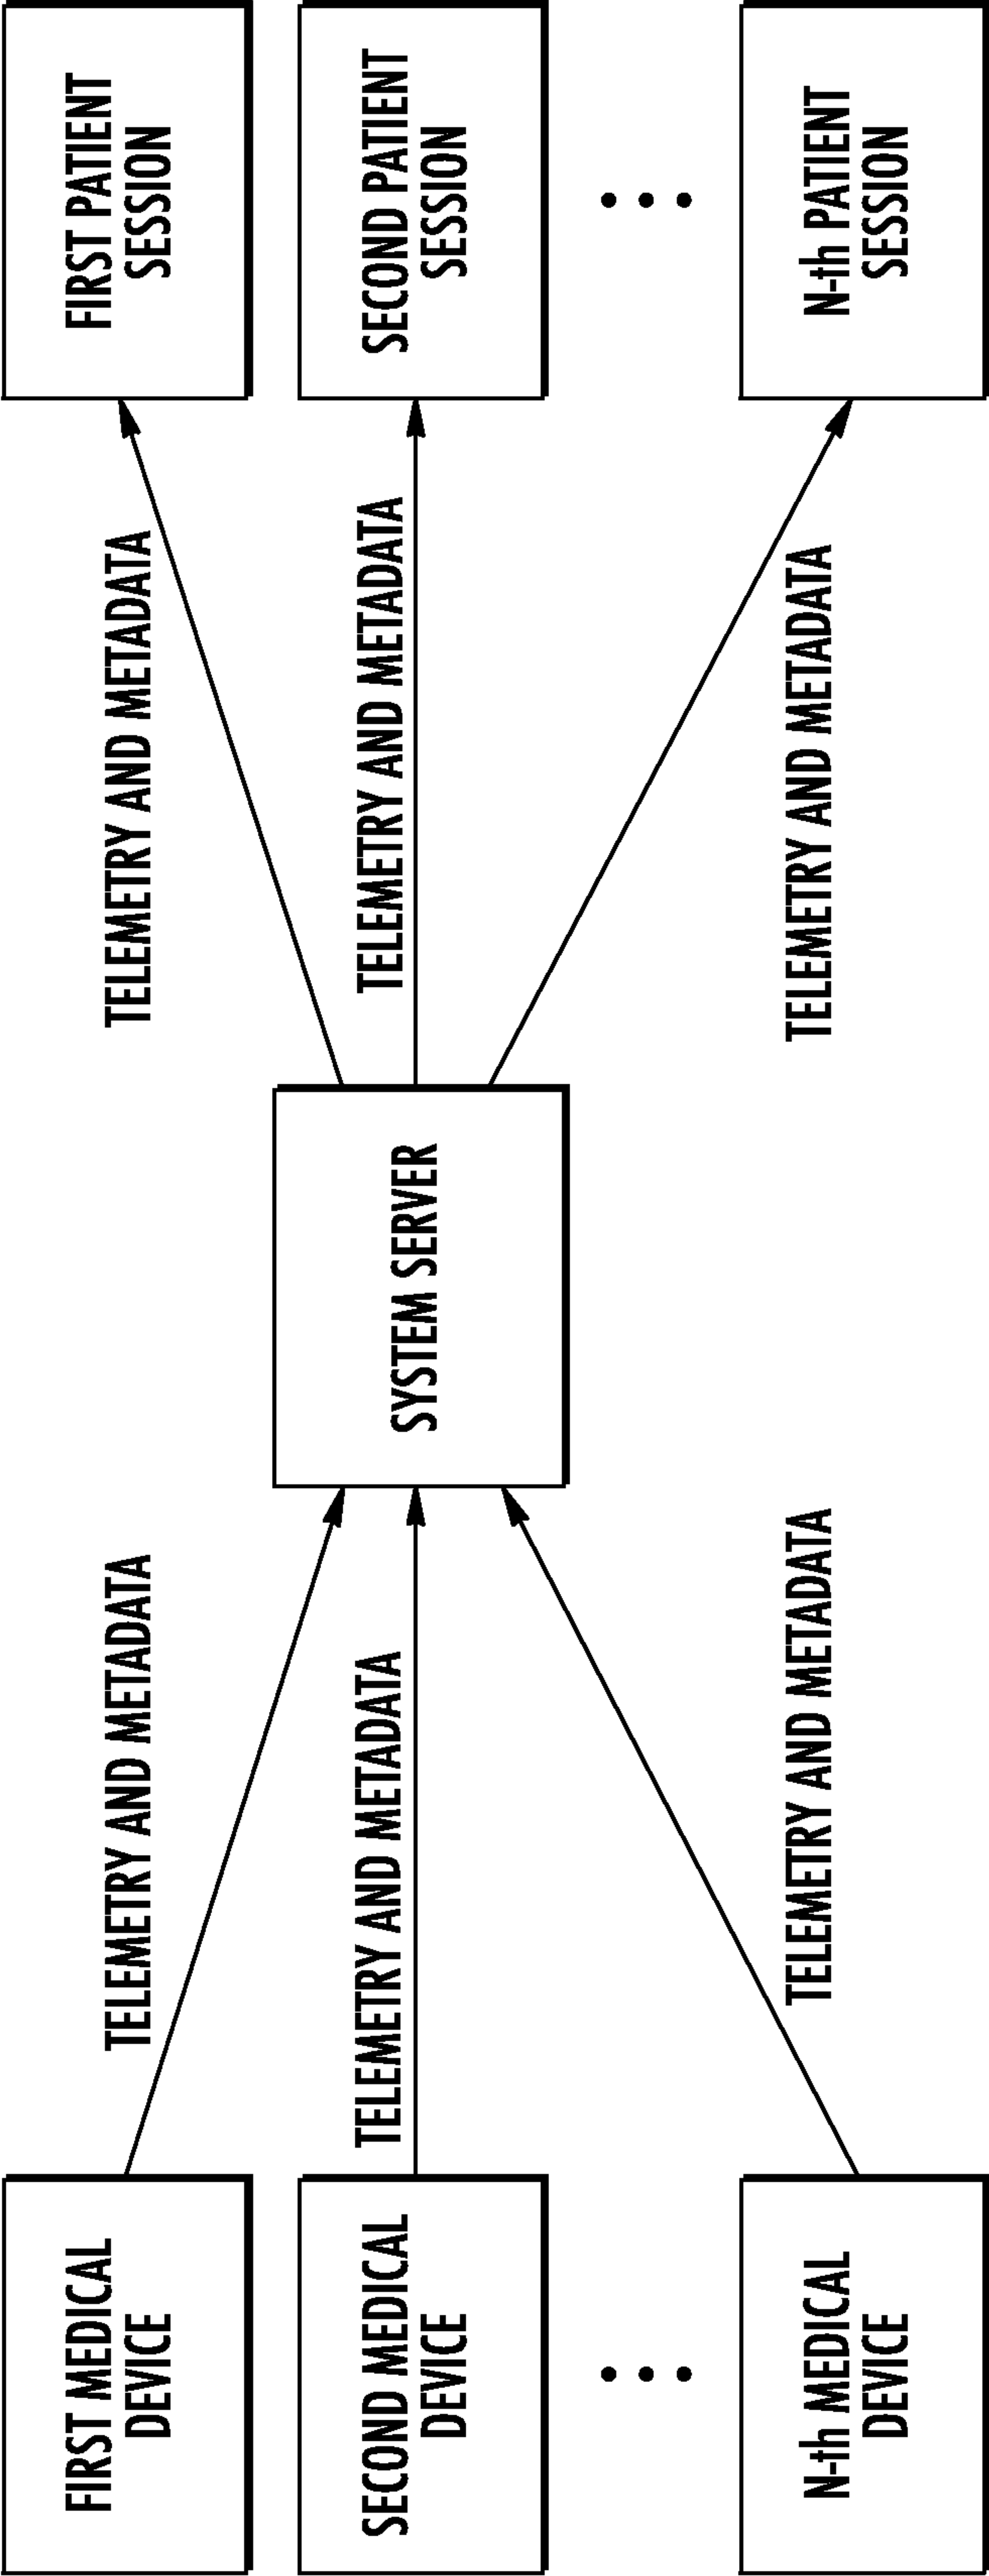 FIRST MEDICAL
DEVICE
SECOND MEDICAL
DEVICE
N-th MEDICAL
DEVICE
TELEMETRY AND METADATA
TELEMETRY AND METADATA
TELEMETRY AND METADATA
SYSTEM SERVER
TELEMETRY AND METADATA
TELEMETRY AND METADATA
TELEMETRY AND METADATA
FIRST PATIENT
SESSION
SECOND PATIENT
SESSION
N-th PATIENT
SESSION